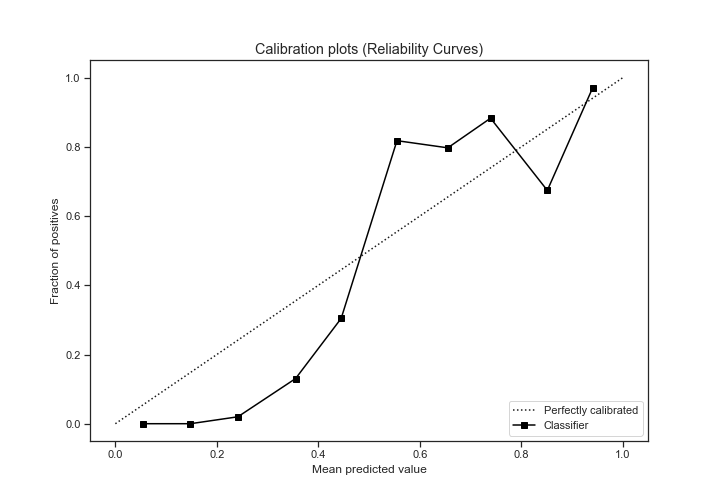 Calibration plots (Reliability Curves)
1.0
0.8
0.6
0.4
0.2
0.0
Fraction of positives
0.0 0.2 0.4 0.6 0.8 1.0
Mean predicted value
Perfectly calibrated
Classifier